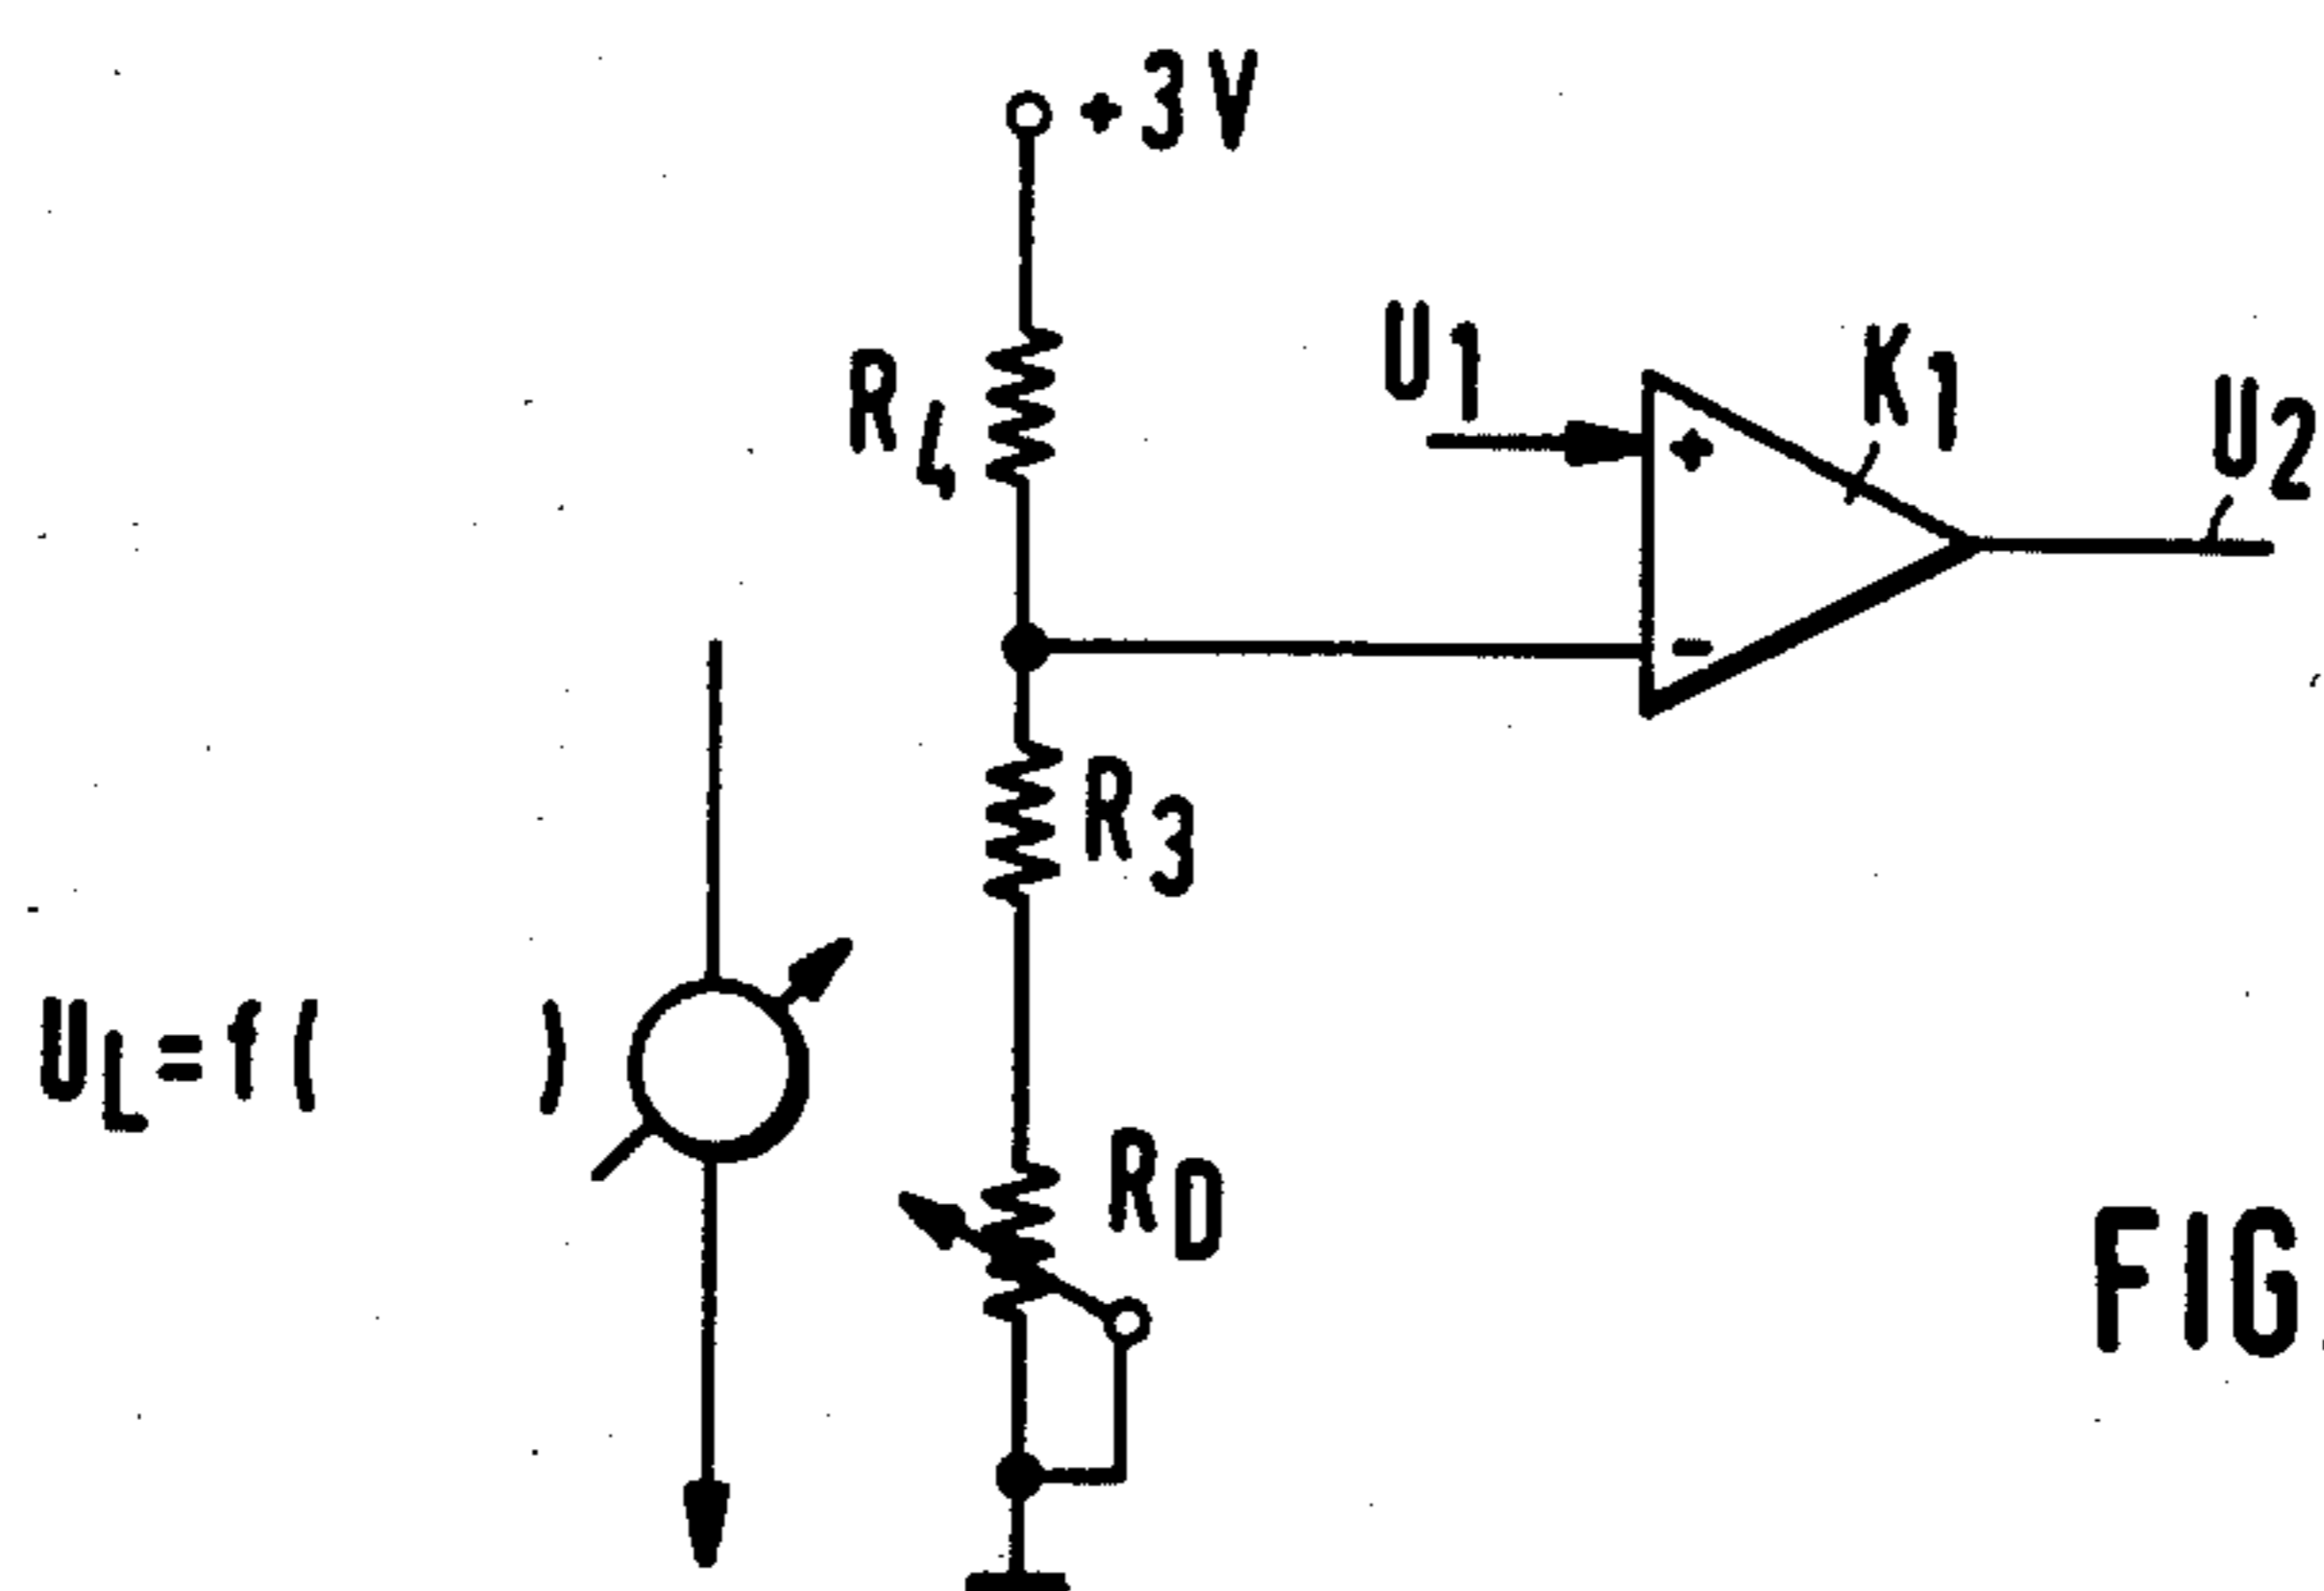 +3V
R4
U1
K1
U2
+
-
R3
UL=f( )
RD
FIG.